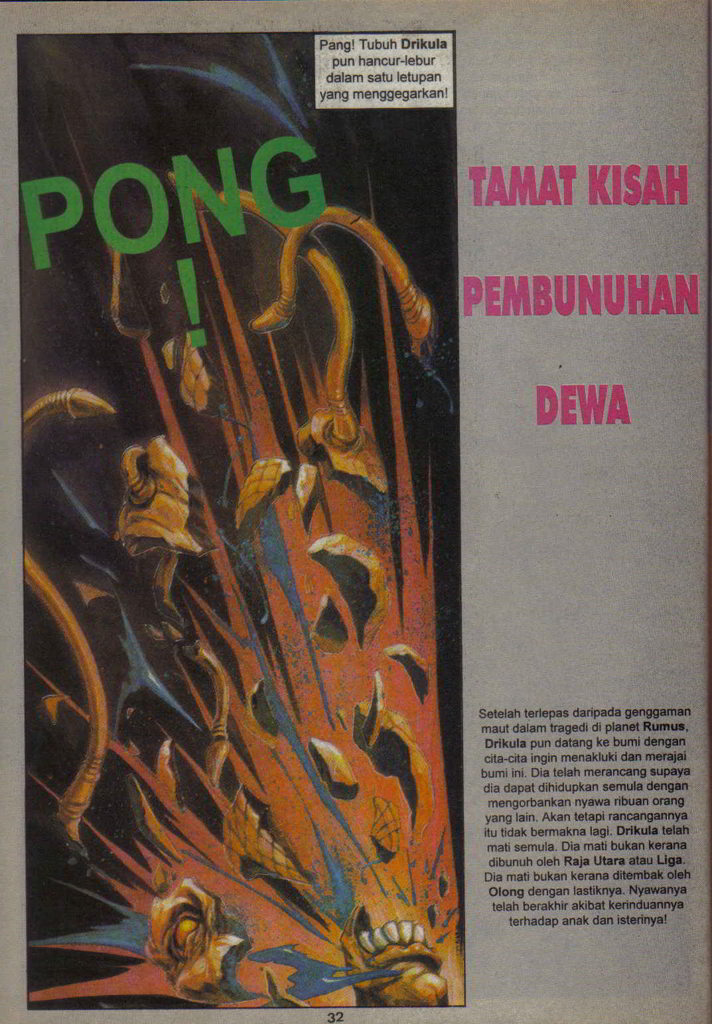 Pang! Tubuh Drikula
pun hancur-lebur
dalam satu letupan
yang menggegarkan!
PONG
!
TAMAT KISAH
PEMBUNUHAN
DEWA
Setelah terlepas daripada genggaman
maut dalam tragedi di planet Rumus,
Drikula pun datang ke bumi dengan
cita-cita ingin menakluki dan merajai
bumi ini. Dia telah merancang supaya
dia dapat dihidupkan semula dengan
mengorbankan nyawa ribuan orang
yang lain. Akan tetapi rancangannya
itu tidak bermakna lagi. Drikula telah
mati semula. Dia mati bukan kerana
dibunuh oleh Raja Utara atau Liga.
Dia mati bukan kerana ditembak oleh
Olong dengan lastiknya. Nyawanya
telah berakhir akibat kerinduannya
terhadap anak dan isterinya!
32